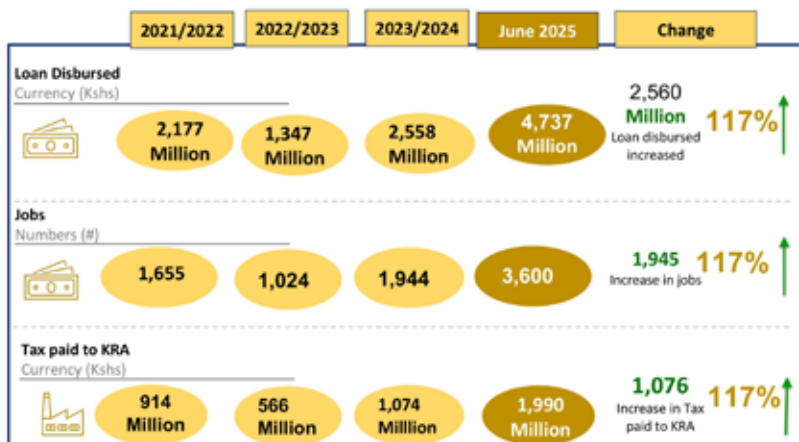 2021/2022 2022/2023 2023/2024 June 2025 Change
Loan Disbursed
Currency (Kshs)
2,177
Million
1,347
Million
2,558
Million
4,737
Million
2,560
Million
Loan disbursed
increased
117%
Jobs
Numbers (#)
1,655
1,024
1,944
3,600
1,945
Increase in jobs
117%
Tax paid to KRA
Currency (Kshs)
914
Million
566
Million
1,074
Milllion
1,990
Million
1,076
Increase in Tax
paid to KRA
117%